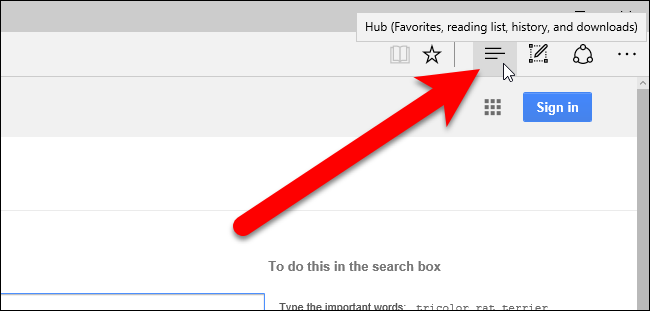 Hub (Favorites, reading list, history, and downloads)
Sign in
To do this in the search box
Type the important words: tricolor rat terrier